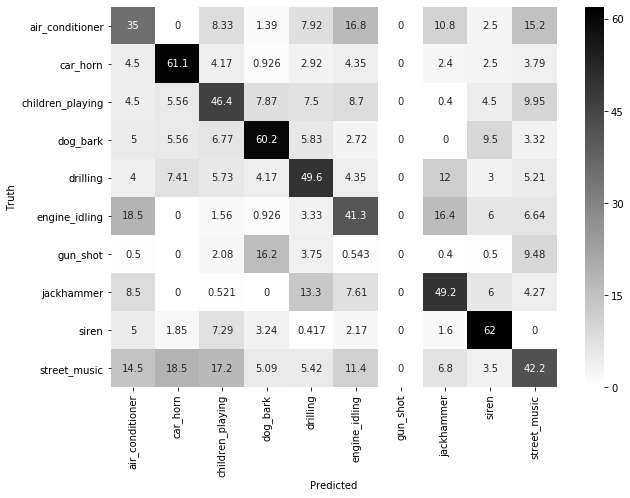 air_conditioner 35 0 8.33 1.39 7.92 16.8 0 10.8 2.5 15.2
car_horn 4.5 61.1 4.17 0.926 2.92 4.35 0 2.4 2.5 3.79
children_playing 4.5 5.56 46.4 7.87 7.5 8.7 0 0.4 4.5 9.95
dog_bark 5 5.56 6.77 60.2 5.83 2.72 0 0 9.5 3.32
drilling 4 7.41 5.73 4.17 49.6 4.35 0 12 3 5.21
engine_idling 18.5 0 1.56 0.926 3.33 41.3 0 16.4 6 6.64
gun_shot 0.5 0 2.08 16.2 3.75 0.543 0 0.4 0.5 9.48
jackhammer 8.5 0 0.521 0 13.3 7.61 0 49.2 6 4.27
siren 5 1.85 7.29 3.24 0.417 2.17 0 1.6 62 0
street_music 14.5 18.5 17.2 5.09 5.42 11.4 0 6.8 3.5 42.2
Truth
air_conditioner
car_horn
children_playing
dog_bark
drilling
engine_idling
gun_shot
jackhammer
siren
street_music
Predicted
60
45
30
15
0